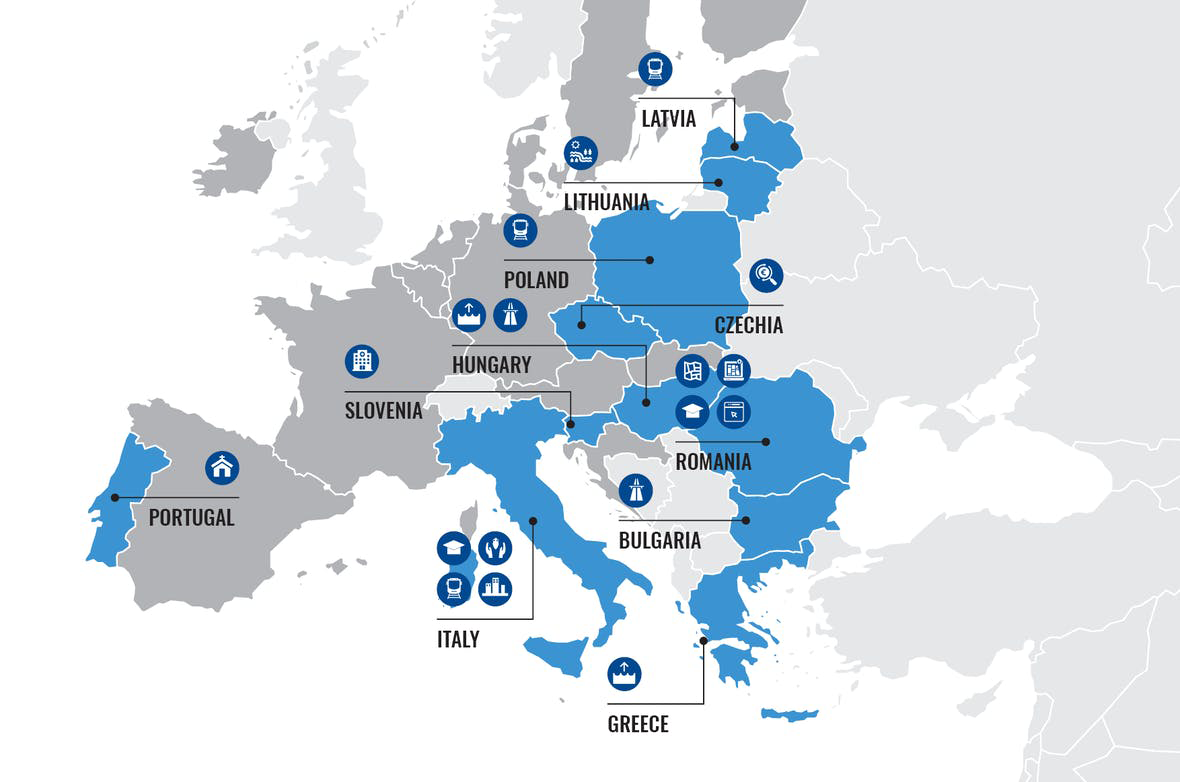 LATVIA
LITHUANIA
POLAND
CZECHIA
HUNGARY
SLOVENIA
ROMANIA
PORTUGAL
BULGARIA
ITALY
GREECE